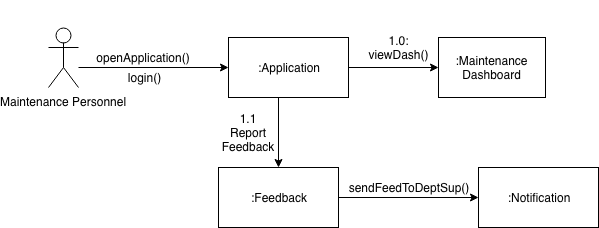 openApplication()
login()
Maintenance Personnel
:Application
1.0:
viewDash()
:Maintenance
Dashboard
1.1
Report
Feedback
:Feedback
sendFeedToDeptSup()
:Notification